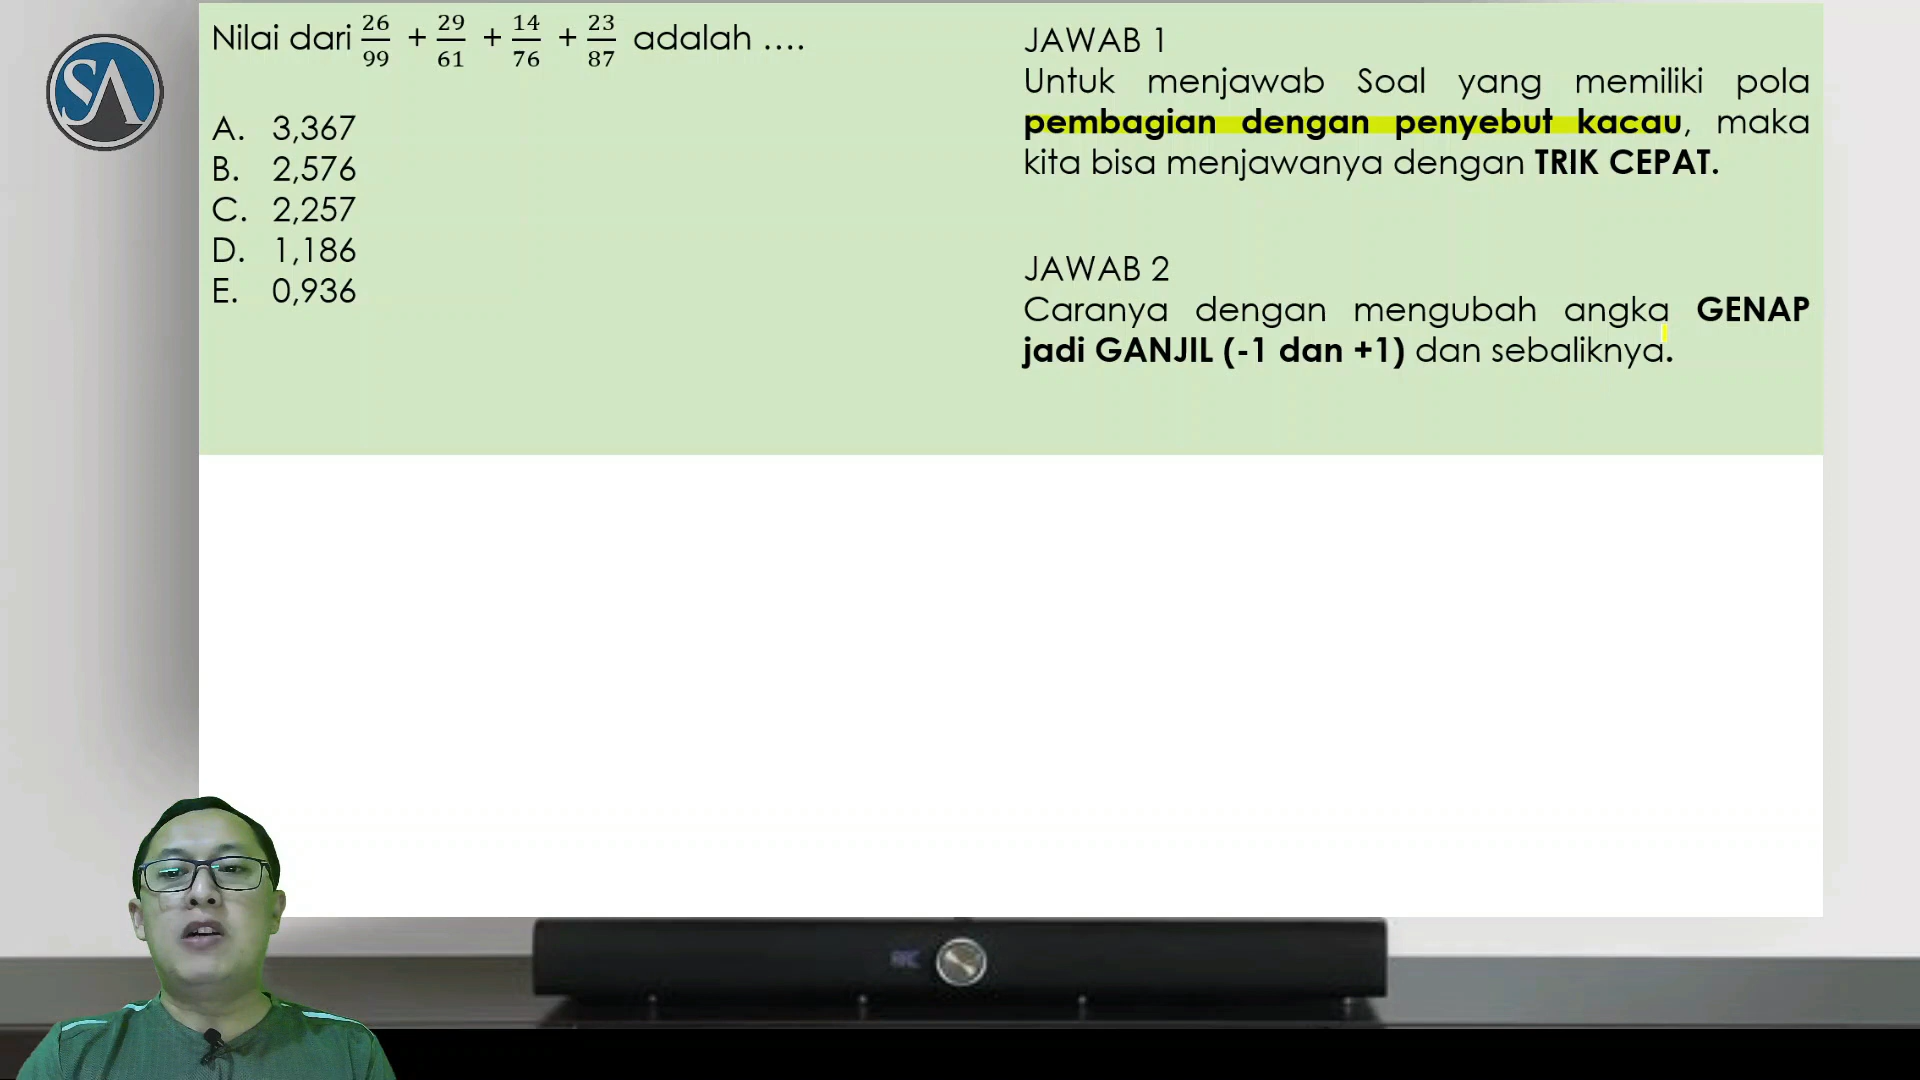 SA
Nilai dari 26/99 + 29/61 + 14/76 + 23/87 adalah ....
A. 3,367
B. 2,576
C. 2,257
D. 1,186
E. 0,936
JAWAB 1
Untuk menjawab Soal yang memiliki pola
pembagian dengan penyebut kacau, maka
kita bisa menjawanya dengan TRIK CEPAT.
JAWAB 2
Caranya dengan mengubah angka GENAP
jadi GANJIL (-1 dan +1) dan sebaliknya.